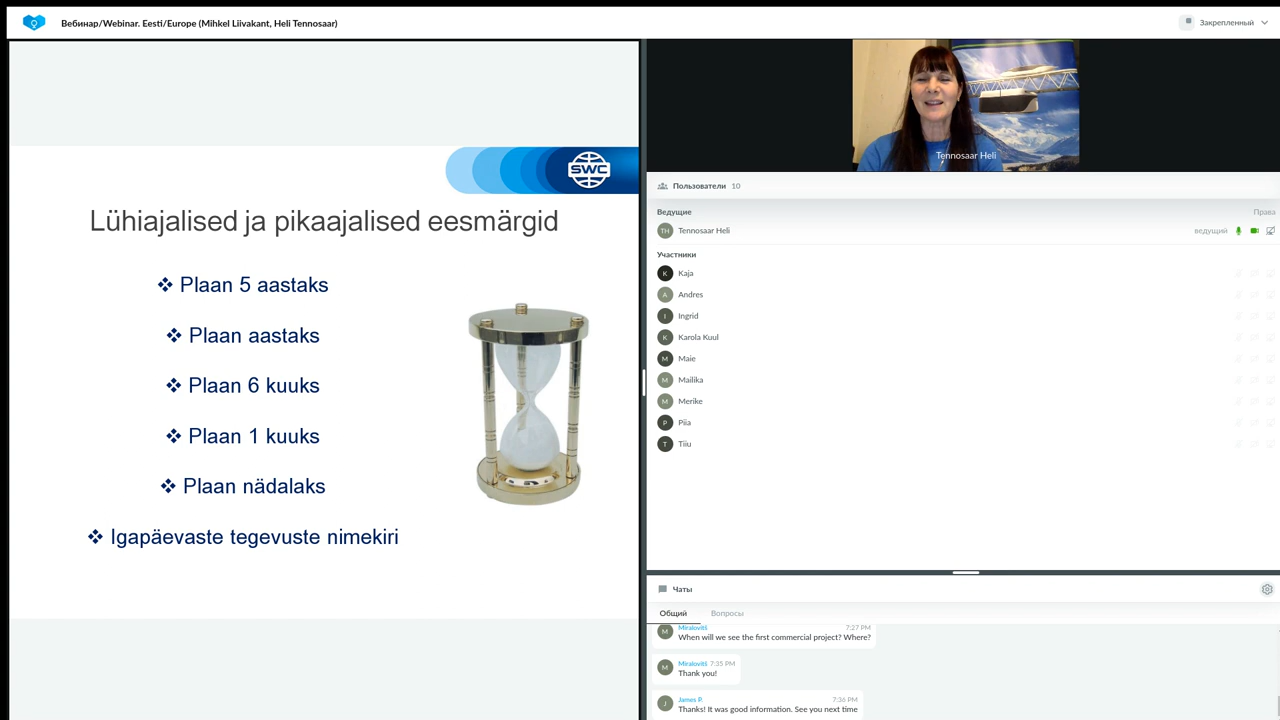 Вебинар/Webinar. Eesti/Europe (Mihkel Liivakant, Heli Tennosaar)
Закрепленный
SWC
Lühiajalised ja pikaajalised eesmärgid
❖ Plaan 5 aastaks
❖ Plaan aastaks
❖ Plaan 6 kuuks
❖ Plaan 1 kuuks
❖ Plaan nädalaks
❖ Igapäevaste tegevuste nimekiri
Tennosaar Heli
Пользователи 10
Ведущие Права
TH Tennosaar Heli ведущий
Участники
K Kaja
A Andres
I Ingrid
K Karola Kuul
M Maie
M Mailika
M Merike
P Piia
T Tiiu
Чаты
Общий Вопросы
Miralovitš 7:27 PM
M When will we see the first commercial project? Where?
Miralovitš 7:35 PM
M Thank you!
James P. 7:36 PM
J Thanks! It was good information. See you next time